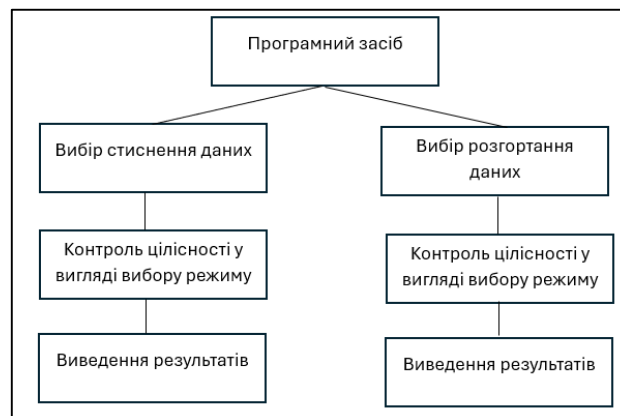 Програмний засіб
Вибір стиснення даних
Вибір розгортання
даних
Контроль цілісності у
вигляді вибору режиму
Контроль цілісності у
вигляді вибору режиму
Виведення результатів
Виведення результатів